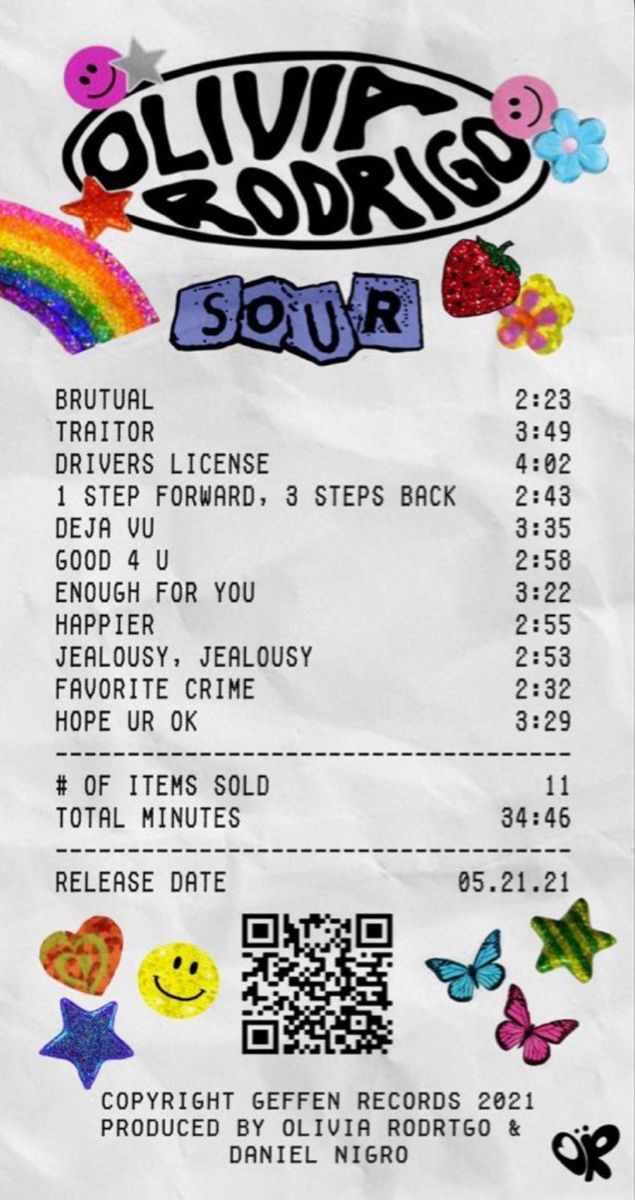 OLIVIA
RODRIGO
SOUR
BRUTUAL 2:23
TRAITOR 3:49
DRIVERS LICENSE 4:02
1 STEP FORWARD, 3 STEPS BACK 2:43
DEJA VU 3:35
GOOD 4 U 2:58
ENOUGH FOR YOU 3:22
HAPPIER 2:55
JEALOUSY, JEALOUSY 2:53
FAVORITE CRIME 2:32
HOPE UR OK 3:29
------------------------------------
# OF ITEMS SOLD 11
TOTAL MINUTES 34:46
------------------------------------
RELEASE DATE 05.21.21
COPYRIGHT GEFFEN RECORDS 2021
PRODUCED BY OLIVIA RODRTGO &
DANIEL NIGRO
OR